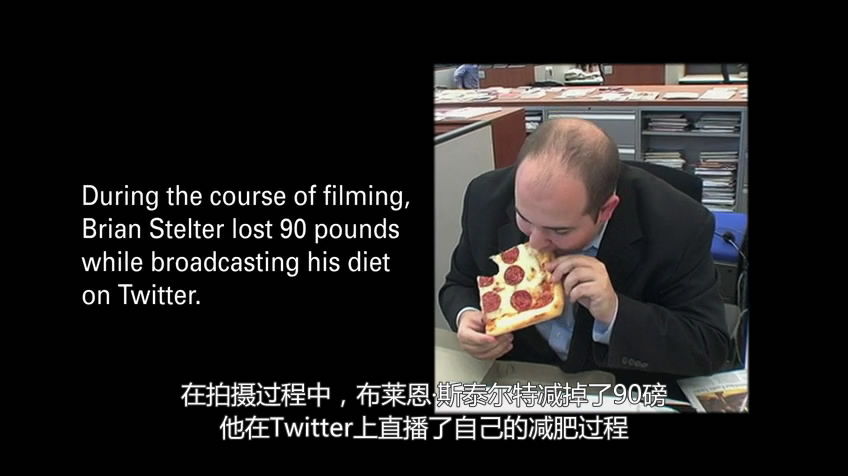 During the course of filming,
Brian Stelter lost 90 pounds
while broadcasting his diet
on Twitter.
在拍摄过程中，布莱恩·斯泰尔特减掉了90磅
他在Twitter上直播了自己的减肥过程